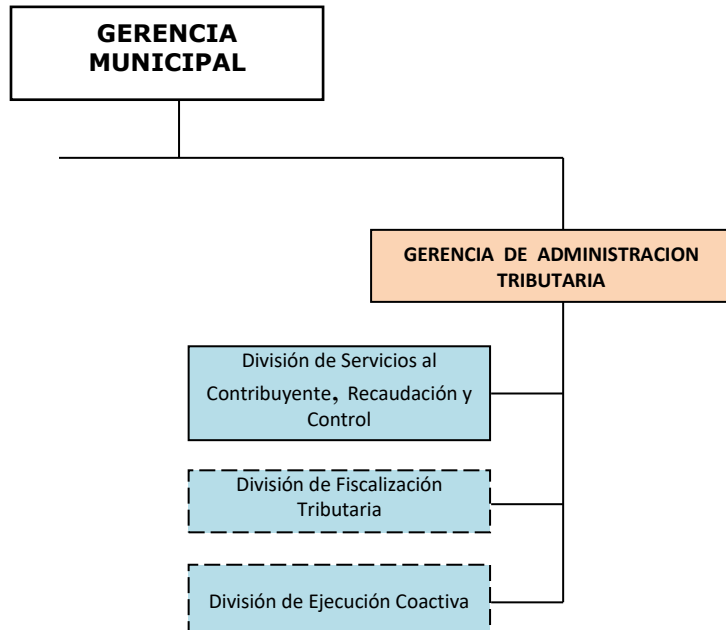 GERENCIA
MUNICIPAL
GERENCIA DE ADMINISTRACION
TRIBUTARIA
División de Servicios al
Contribuyente, Recaudación y
Control
División de Fiscalización
Tributaria
División de Ejecución Coactiva